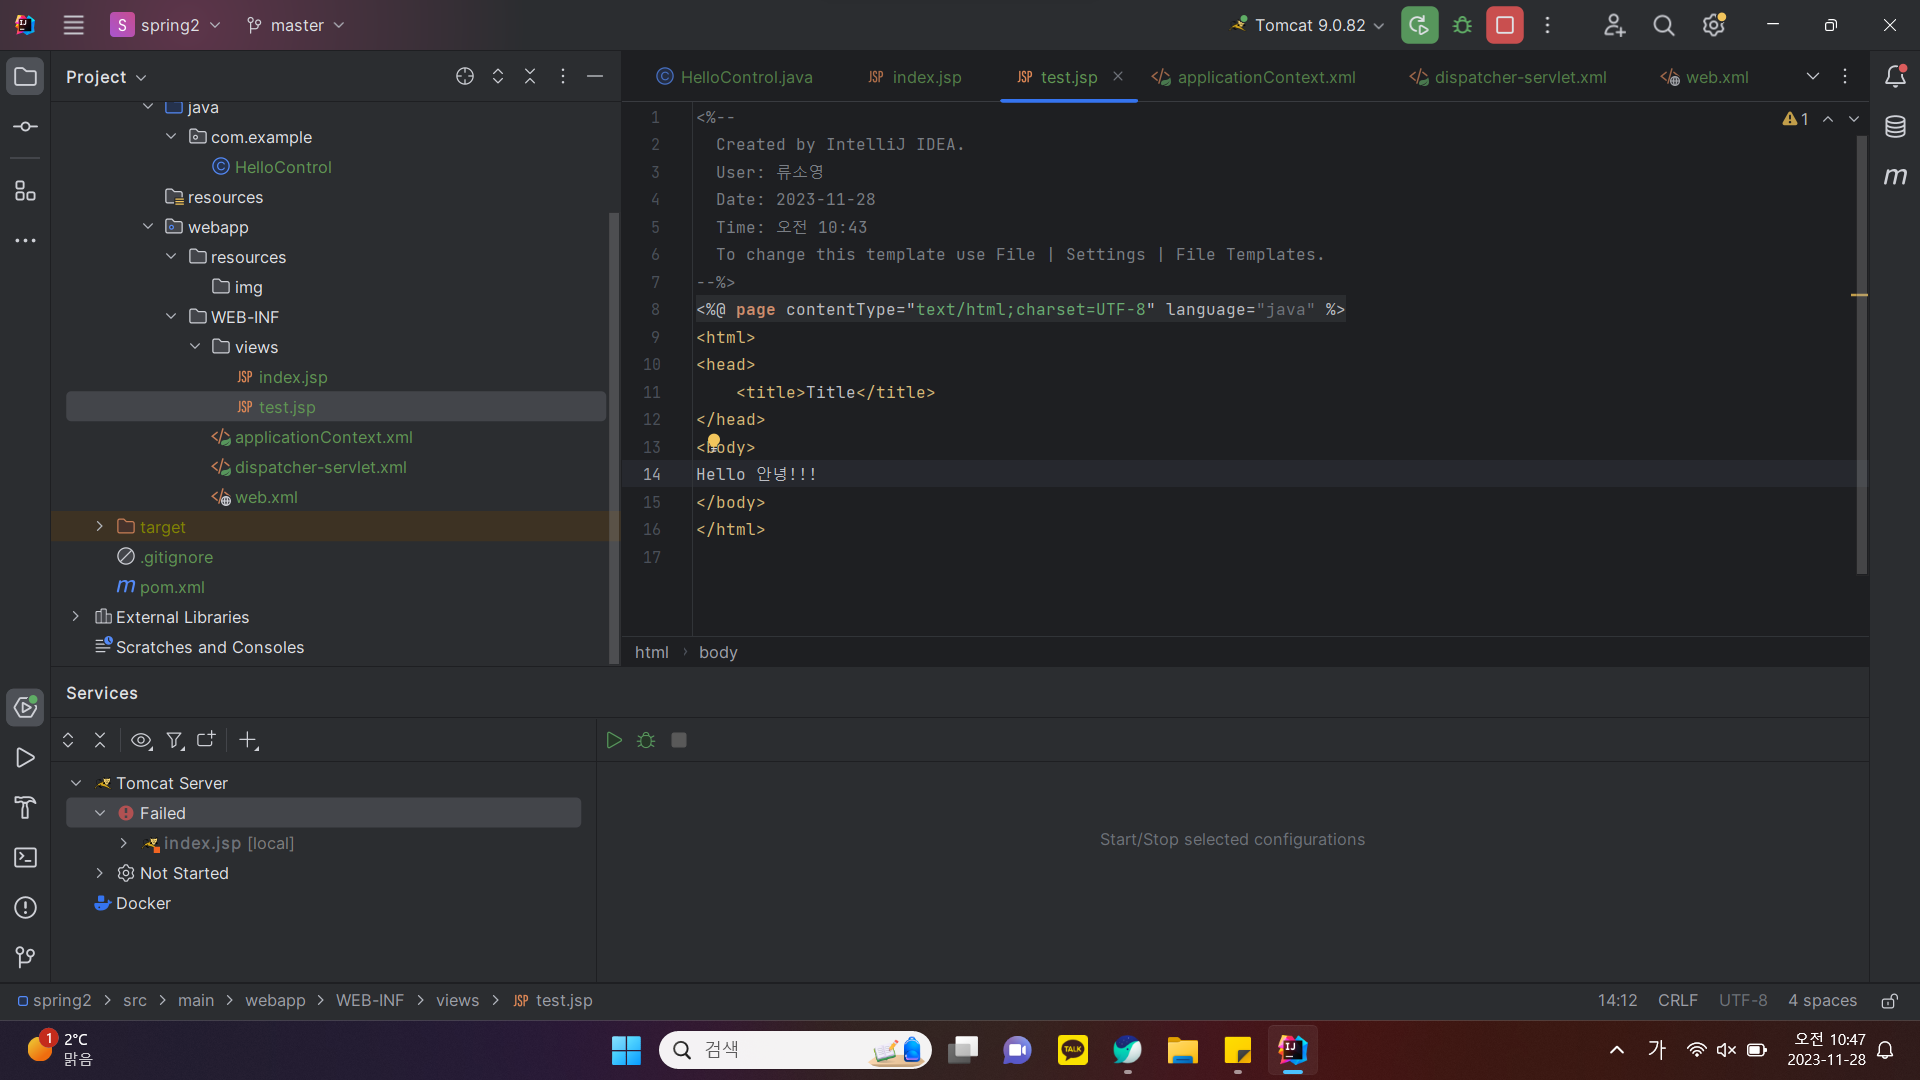 S spring2 master Tomcat 9.0.82
Project
java
com.example
HelloControl
resources
webapp
resources
img
WEB-INF
views
JSP index.jsp
JSP test.jsp
applicationContext.xml
dispatcher-servlet.xml
web.xml
target
.gitignore
m pom.xml
External Libraries
Scratches and Consoles
HelloControl.java JSP index.jsp JSP test.jsp applicationContext.xml dispatcher-servlet.xml web.xml
1 <%--
2 Created by IntelliJ IDEA.
3 User: 류소영
4 Date: 2023-11-28
5 Time: 오전 10:43
6 To change this template use File | Settings | File Templates.
7 --%>
8 <%@ page contentType="text/html;charset=UTF-8" language="java" %>
9 <html>
10 <head>
11 <title>Title</title>
12 </head>
13 <body>
14 Hello 안녕!!!
15 </body>
16 </html>
17
1
m
html › body
Services
Tomcat Server
Failed
index.jsp [local]
Not Started
Docker
Start/Stop selected configurations
spring2 > src > main > webapp > WEB-INF > views > JSP test.jsp
14:12 CRLF UTF-8 4 spaces
1 2°C
맑음
검색
TALK
IJ
가
오전 10:47
2023-11-28